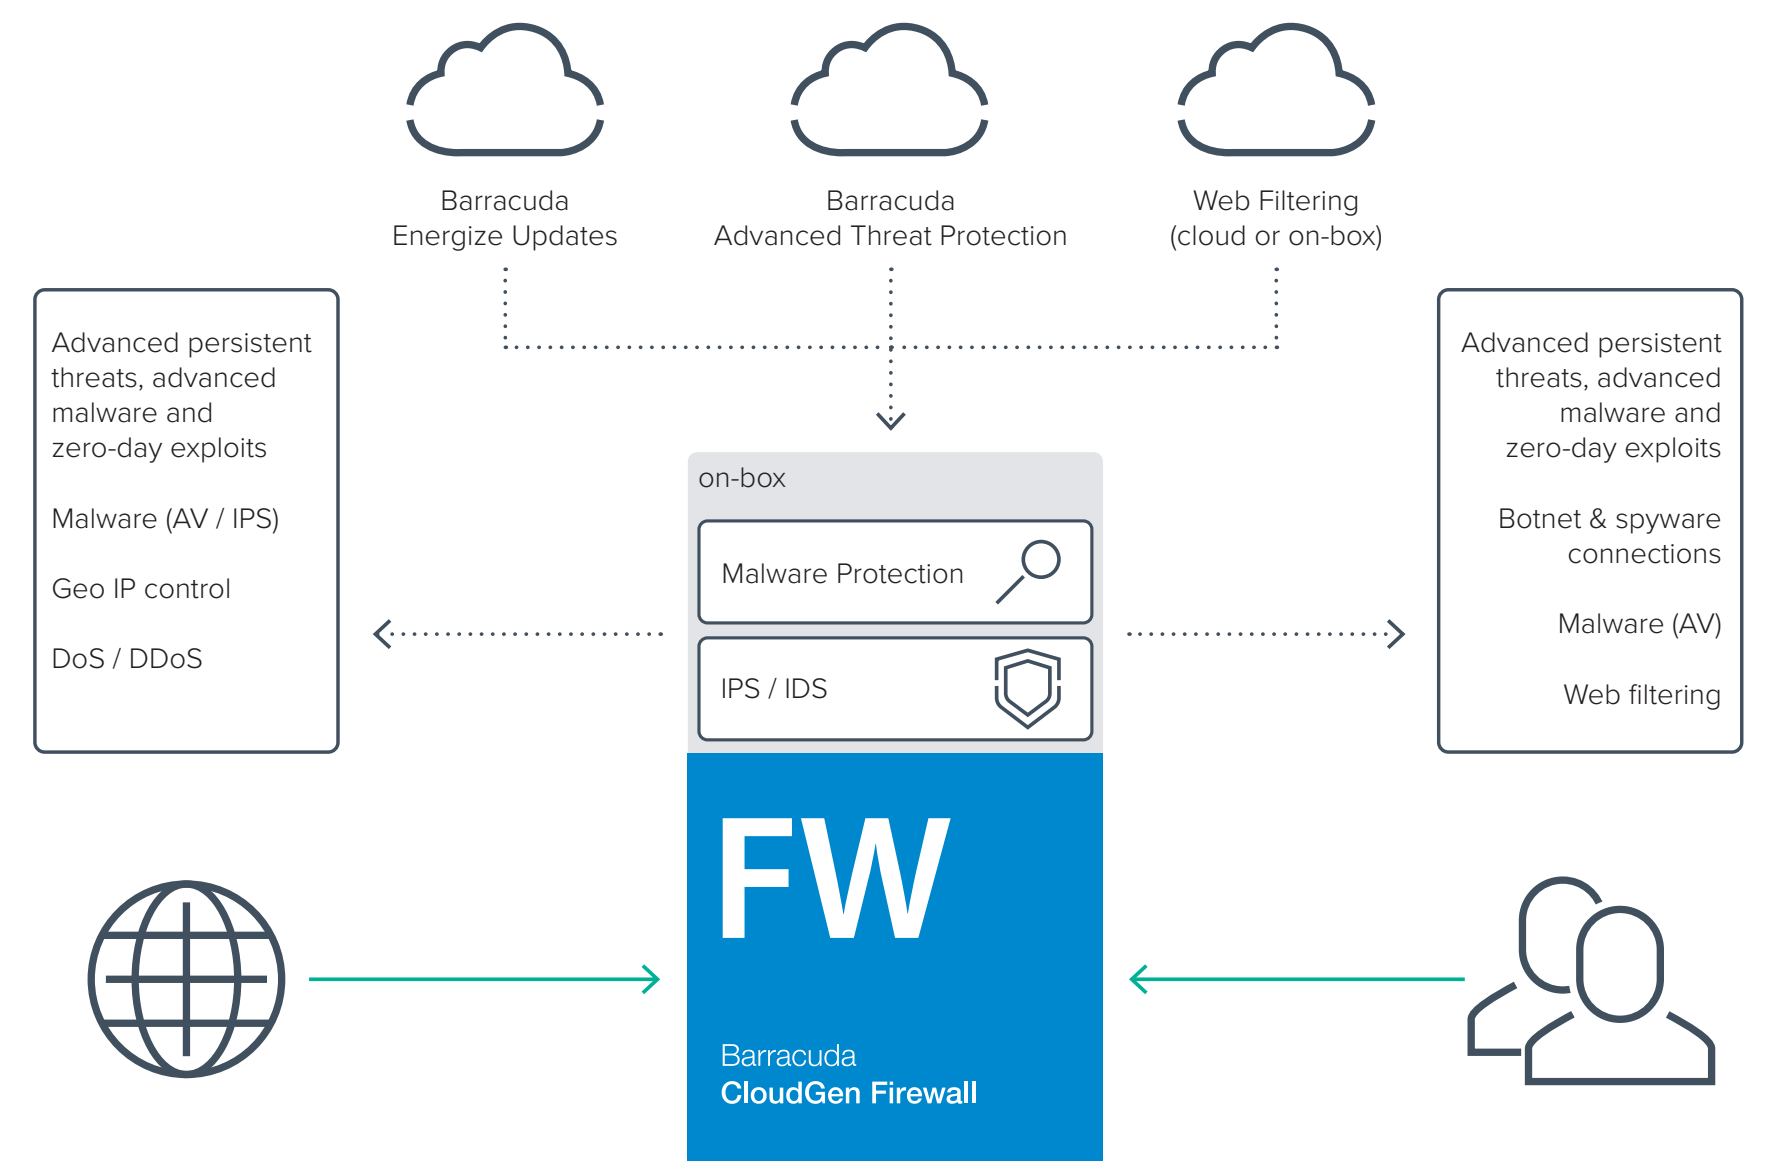 Barracuda
Energize Updates
Barracuda
Advanced Threat Protection
Web Filtering
(cloud or on-box)
Advanced persistent
threats, advanced
malware and
zero-day exploits
Malware (AV / IPS)
Geo IP control
DoS / DDoS
on-box
Malware Protection
IPS / IDS
FW
Barracuda
CloudGen Firewall
Advanced persistent
threats, advanced
malware and
zero-day exploits
Botnet & spyware
connections
Malware (AV)
Web filtering